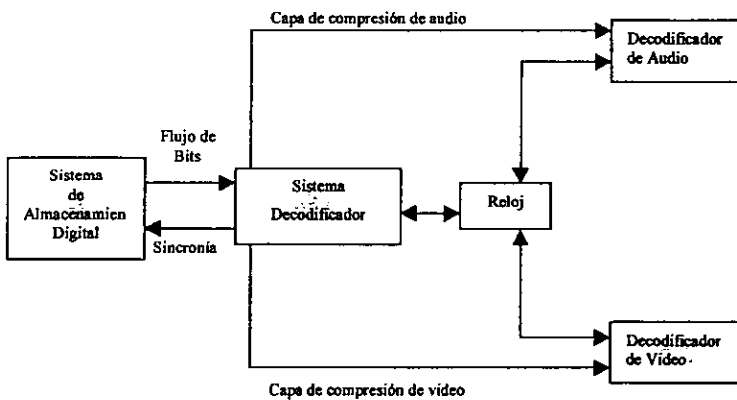 Capa de compresión de audio
Decodificador
de Audio
Flujo de
Bits
Sistema
de
Almacenamien
Digital
Sistema
Decodificador
Reloj
Sincronía
Decodificador
de Vídeo
Capa de compresión de vídeo